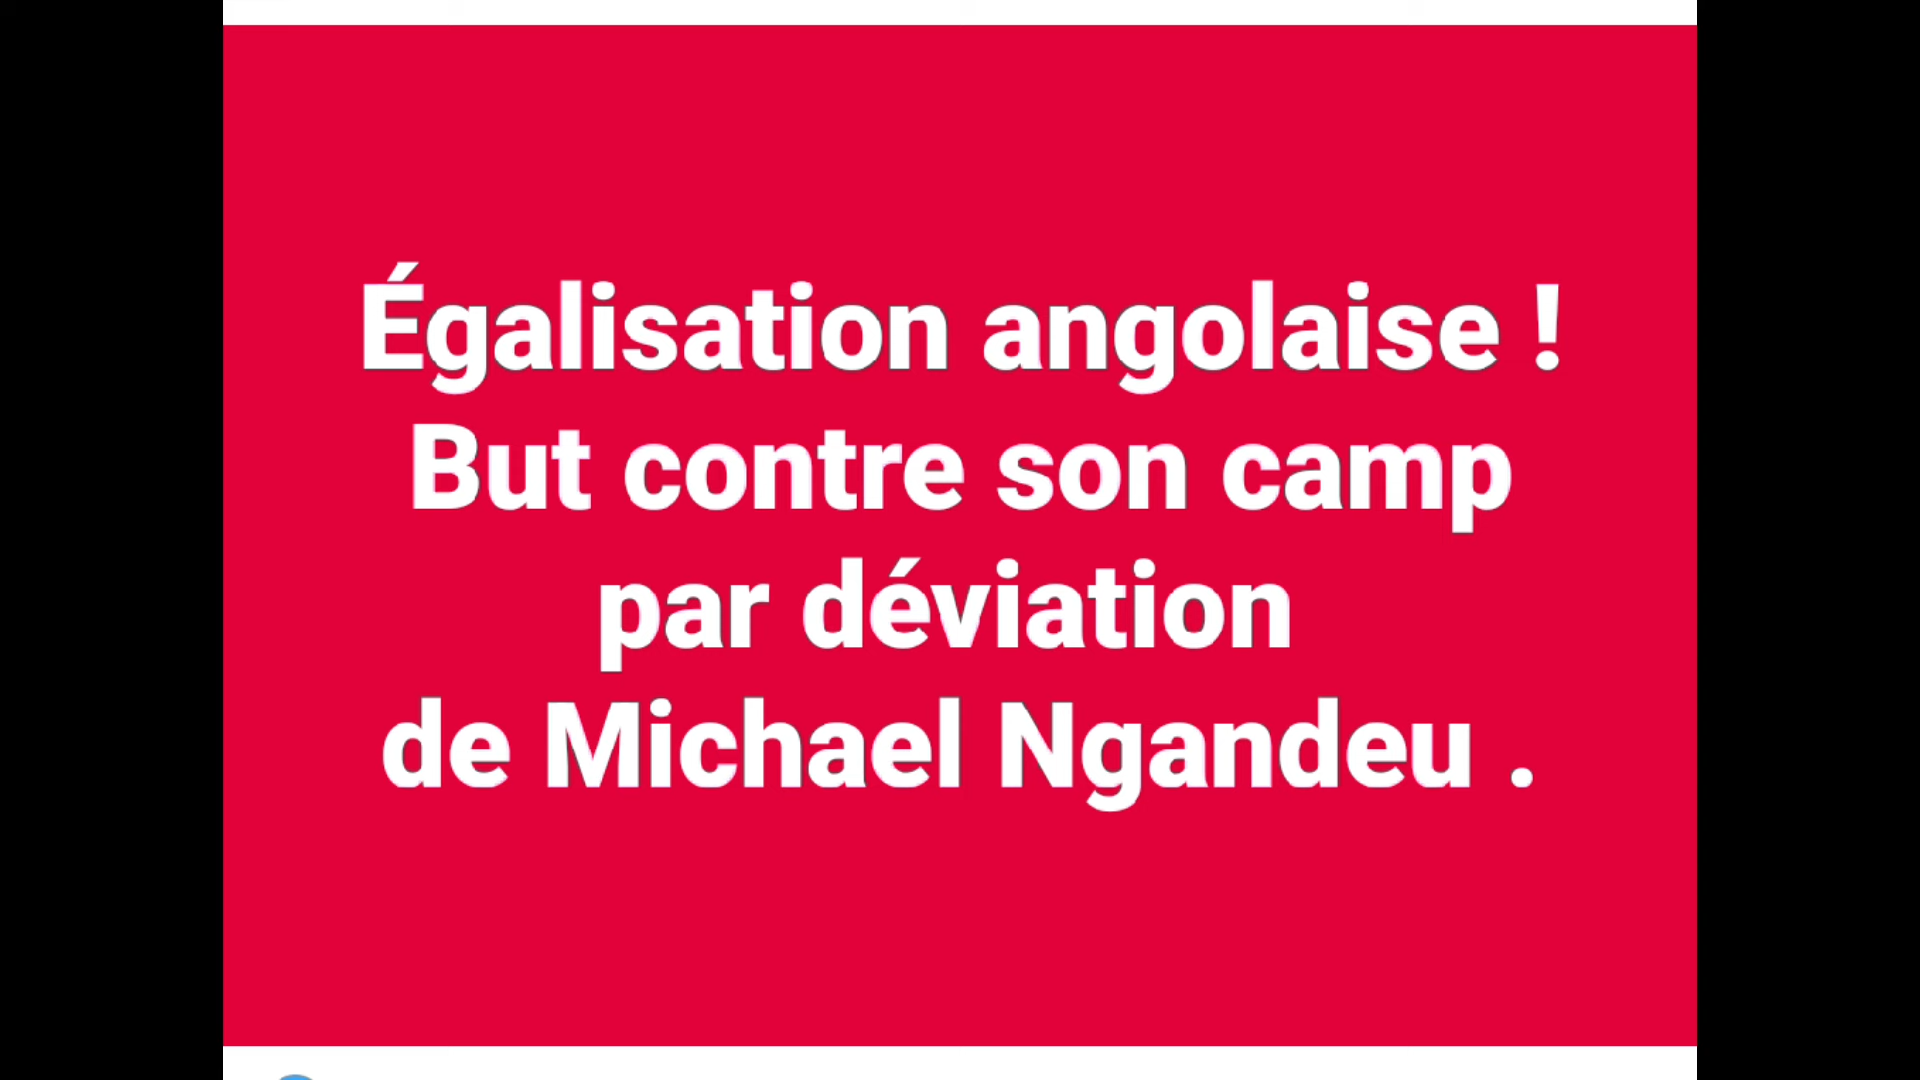 Égalisation angolaise !
But contre son camp
par déviation
de Michael Ngandeu .